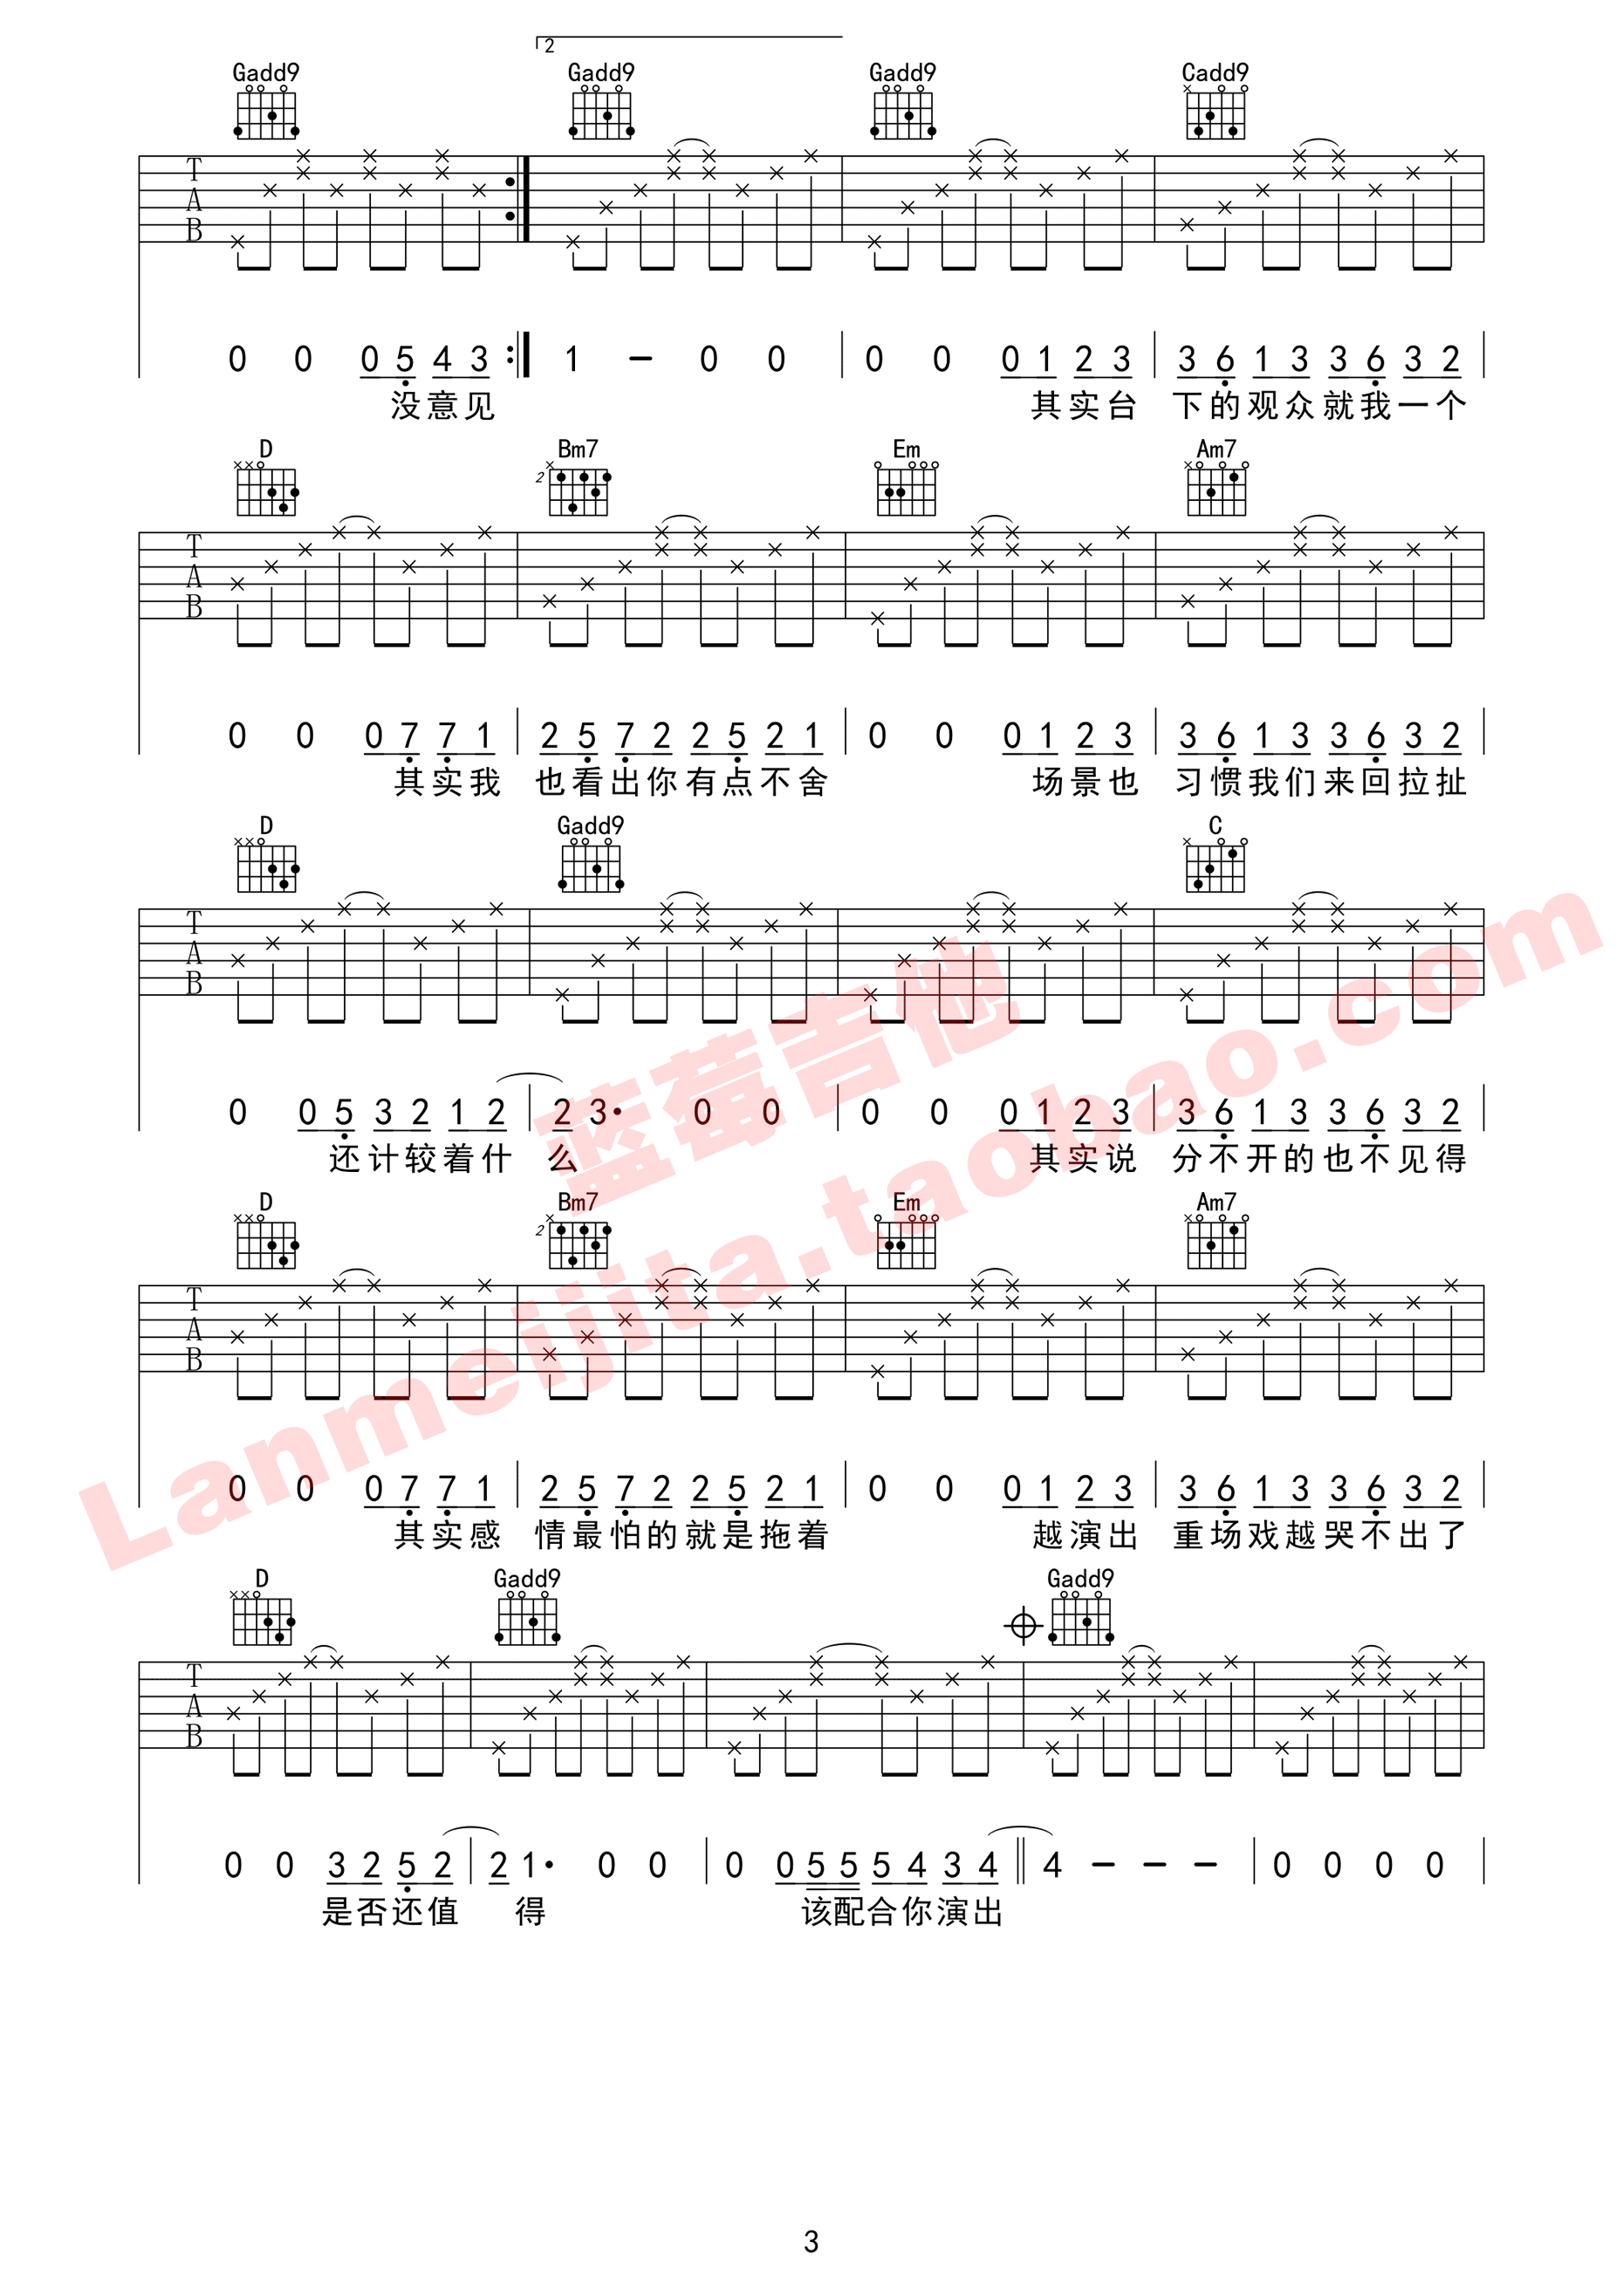 2
Gadd9 Gadd9 Gadd9 Cadd9
T
A
B
0 0 0 5 4 3 1 - 0 0 0 0 0 1 2 3 3 6 1 3 3 6 3 2
没意见 其实台 下的观众就我一个
D Bm7 Em Am7
2
T
A
B
0 0 0 7 7 1 2 5 7 2 2 5 2 1 0 0 0 1 2 3 3 6 1 3 3 6 3 2
其实我 也看出你有点不舍 场景也 习惯我们来回拉扯
D Gadd9 C
T
A
B
0 0 5 3 2 1 2 2 3· 0 0 0 0 0 1 2 3 3 6 1 3 3 6 3 2
还计较着什 么 其实说 分不开的也不见得
D Bm7 Em Am7
2
T
A
B
0 0 0 7 7 1 2 5 7 2 2 5 2 1 0 0 0 1 2 3 3 6 1 3 3 6 3 2
其实感 情最怕的就是拖着 越演出 重场戏越哭不出了
D Gadd9 Gadd9
T
A
B
0 0 3 2 5 2 2 1· 0 0 0 0 5 5 5 4 3 4 4 - - - 0 0 0 0
是否还值 得 该配合你演出
蓝莓吉他
Lanmeijita.taobao.com
3